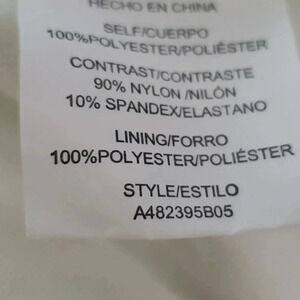 HECHO EN CHINA
SELF/CUERPO
100%POLYESTER/POLIÉSTER
CONTRAST/CONTRASTE
90% NYLON /NILÓN
10% SPANDEX/ELASTANO
LINING/FORRO
100%POLYESTER/POLIÉSTER
STYLE/ESTILO
A482395B05